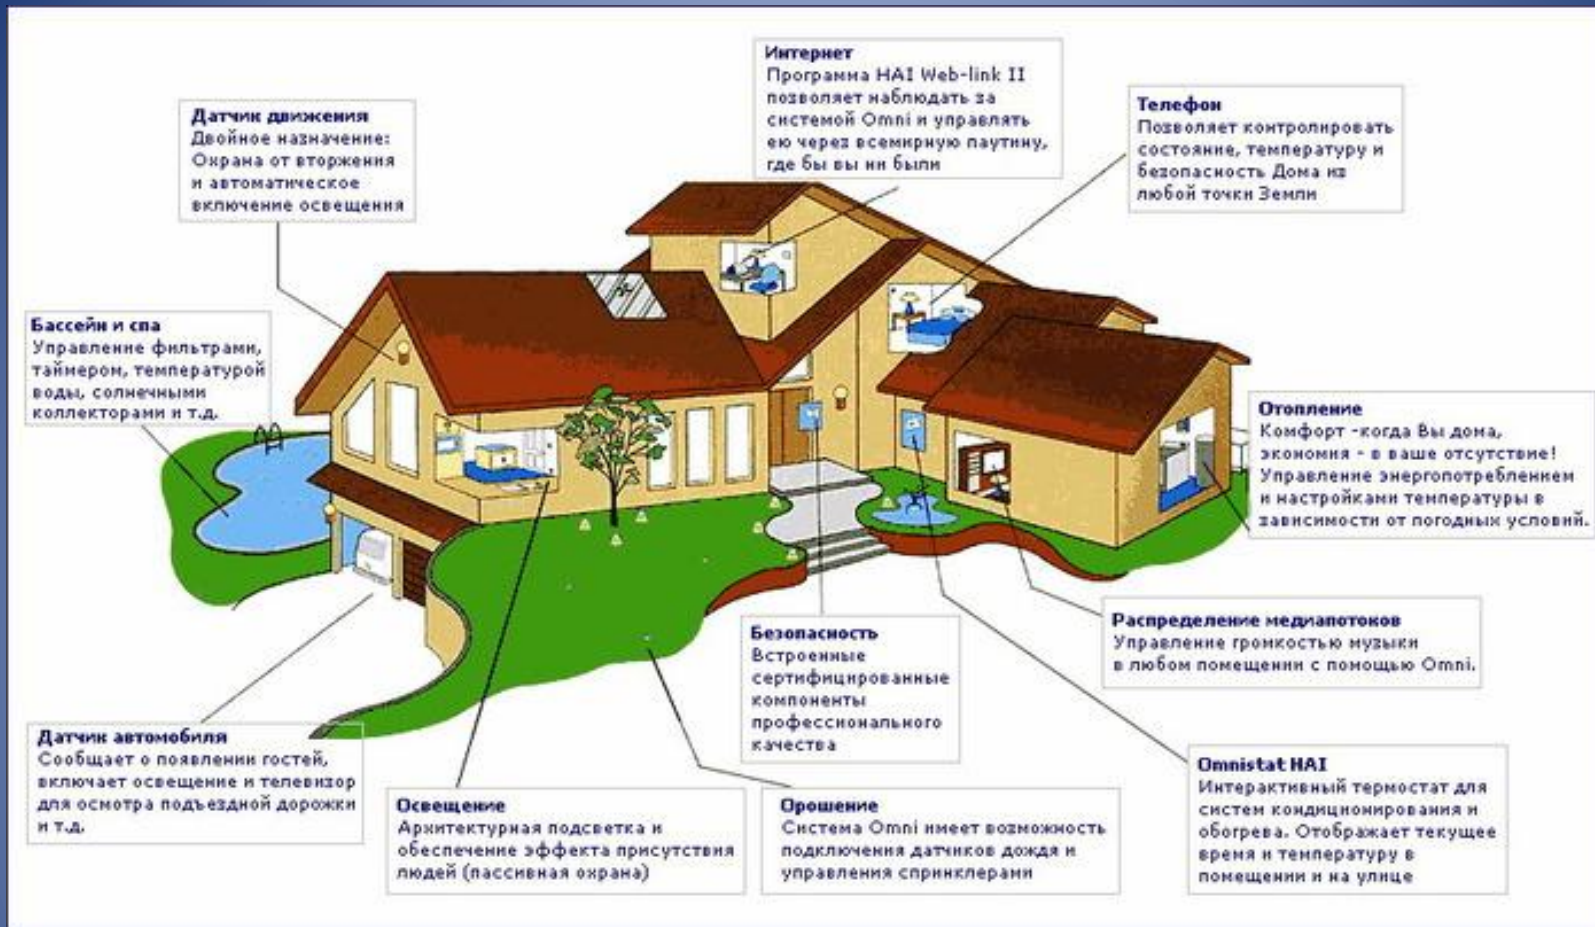 Интернет
Программа HAI Web-link II
позволяет наблюдать за
системой Omni и управлять
ею через всемирную паутину,
где бы вы ни были
Телефон
Позволяет контролировать
состояние, температуру и
безопасность Дома из
любой точки Земли
Датчик движения
Двойное назначение:
Охрана от вторжения
и автоматическое
включение освещения
Бассейн и спа
Управление фильтрами,
таймером, температурой
воды, солнечными
коллекторами и т.д.
Отопление
Комфорт -когда Вы дома,
экономия - в ваше отсутствие!
Управление энергопотреблением
и настройками температуры в
зависимости от погодных условий.
Распределение медиапотоков
Управление громкостью музыки
в любом помещении с помощью Omni.
Безопасность
Встроенные
сертифицированные
компоненты
профессионального
качества
Датчик автомобиля
Сообщает о появлении гостей,
включает освещение и телевизор
для осмотра подъездной дорожки
и т.д.
Освещение
Архитектурная подсветка и
обеспечение эффекта присутствия
людей (пассивная охрана)
Орошение
Система Omni имеет возможность
подключения датчиков дождя и
управления спринклерами
Omnistat HAI
Интерактивный термостат для
систем кондиционирования и
обогрева. Отображает текущее
время и температуру в
помещении и на улице